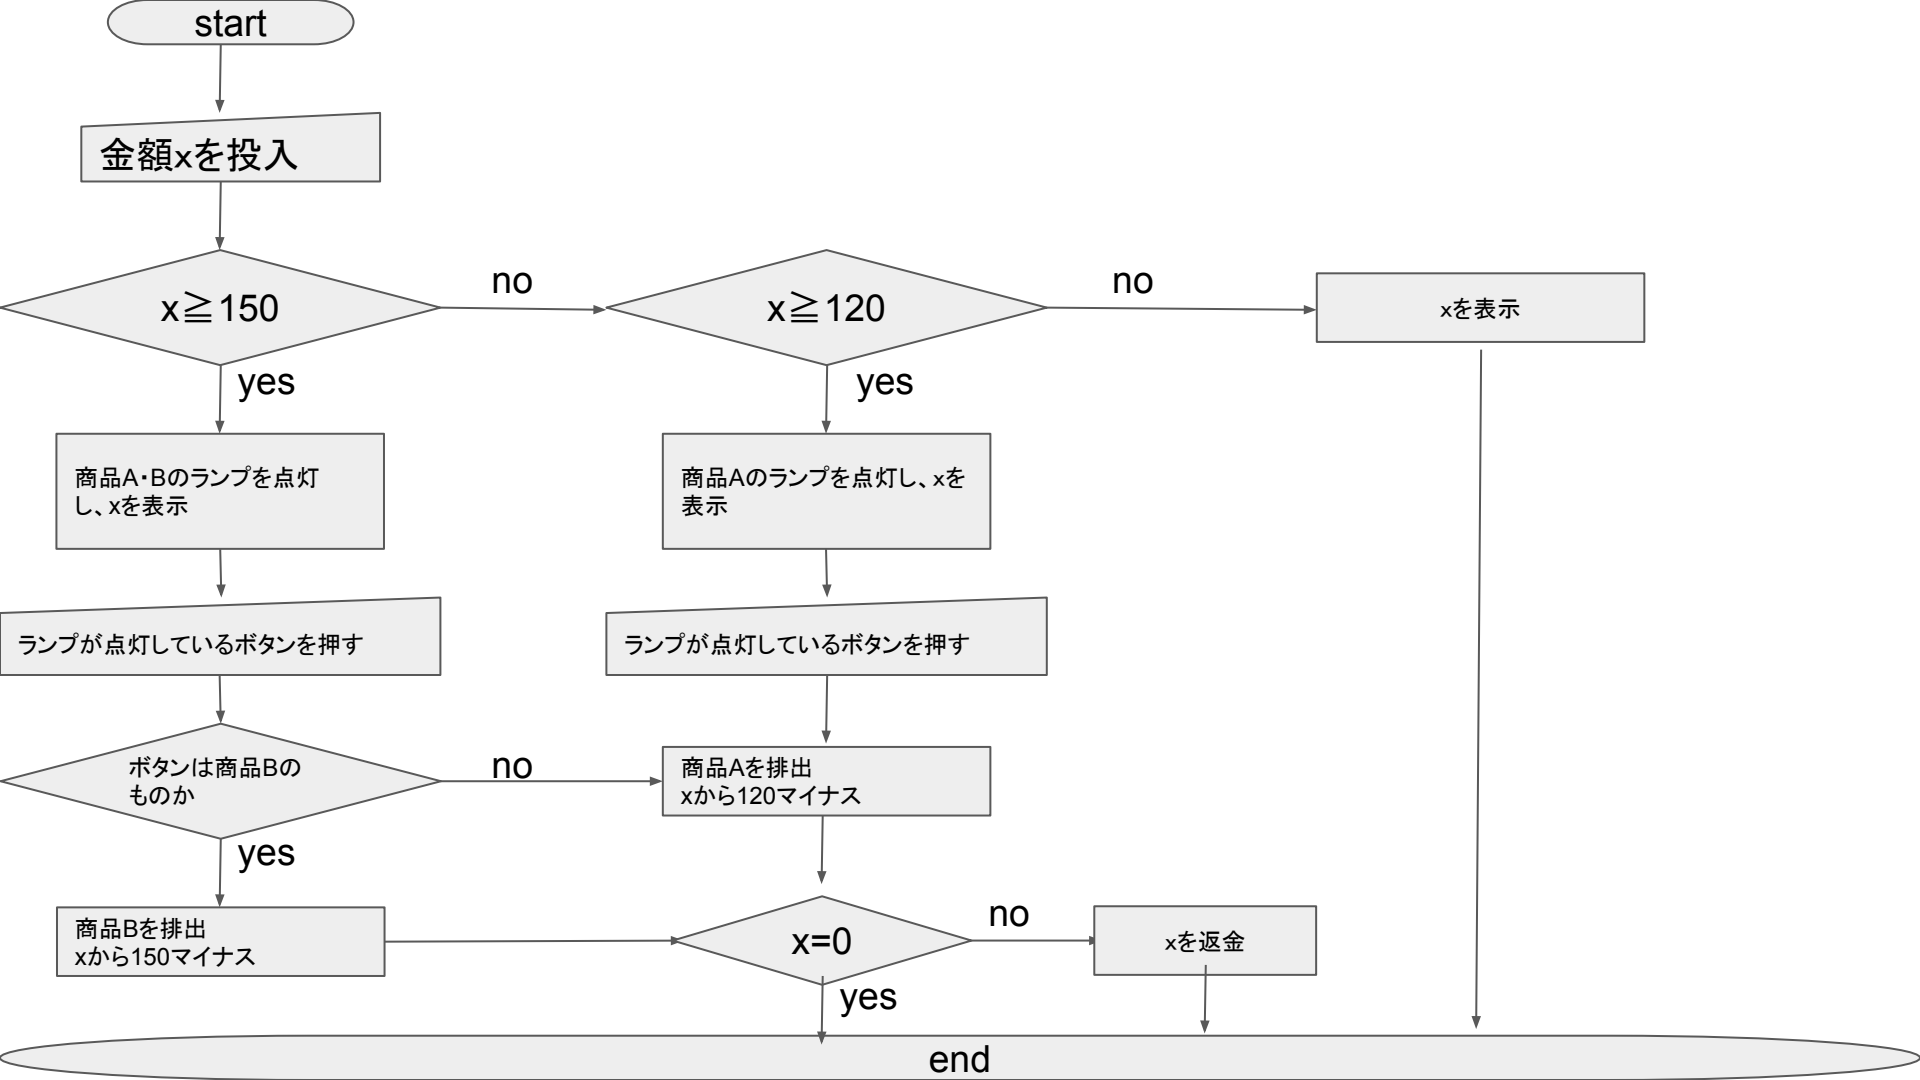 start
金額xを投入
x≧150
no
x≧120
no
xを表示
yes
yes
商品A・Bのランプを点灯
し、xを表示
商品Aのランプを点灯し、xを
表示
ランプが点灯しているボタンを押す
ランプが点灯しているボタンを押す
ボタンは商品Bの
ものか
no
商品Aを排出
xから120マイナス
yes
商品Bを排出
xから150マイナス
x=0
no
xを返金
yes
end